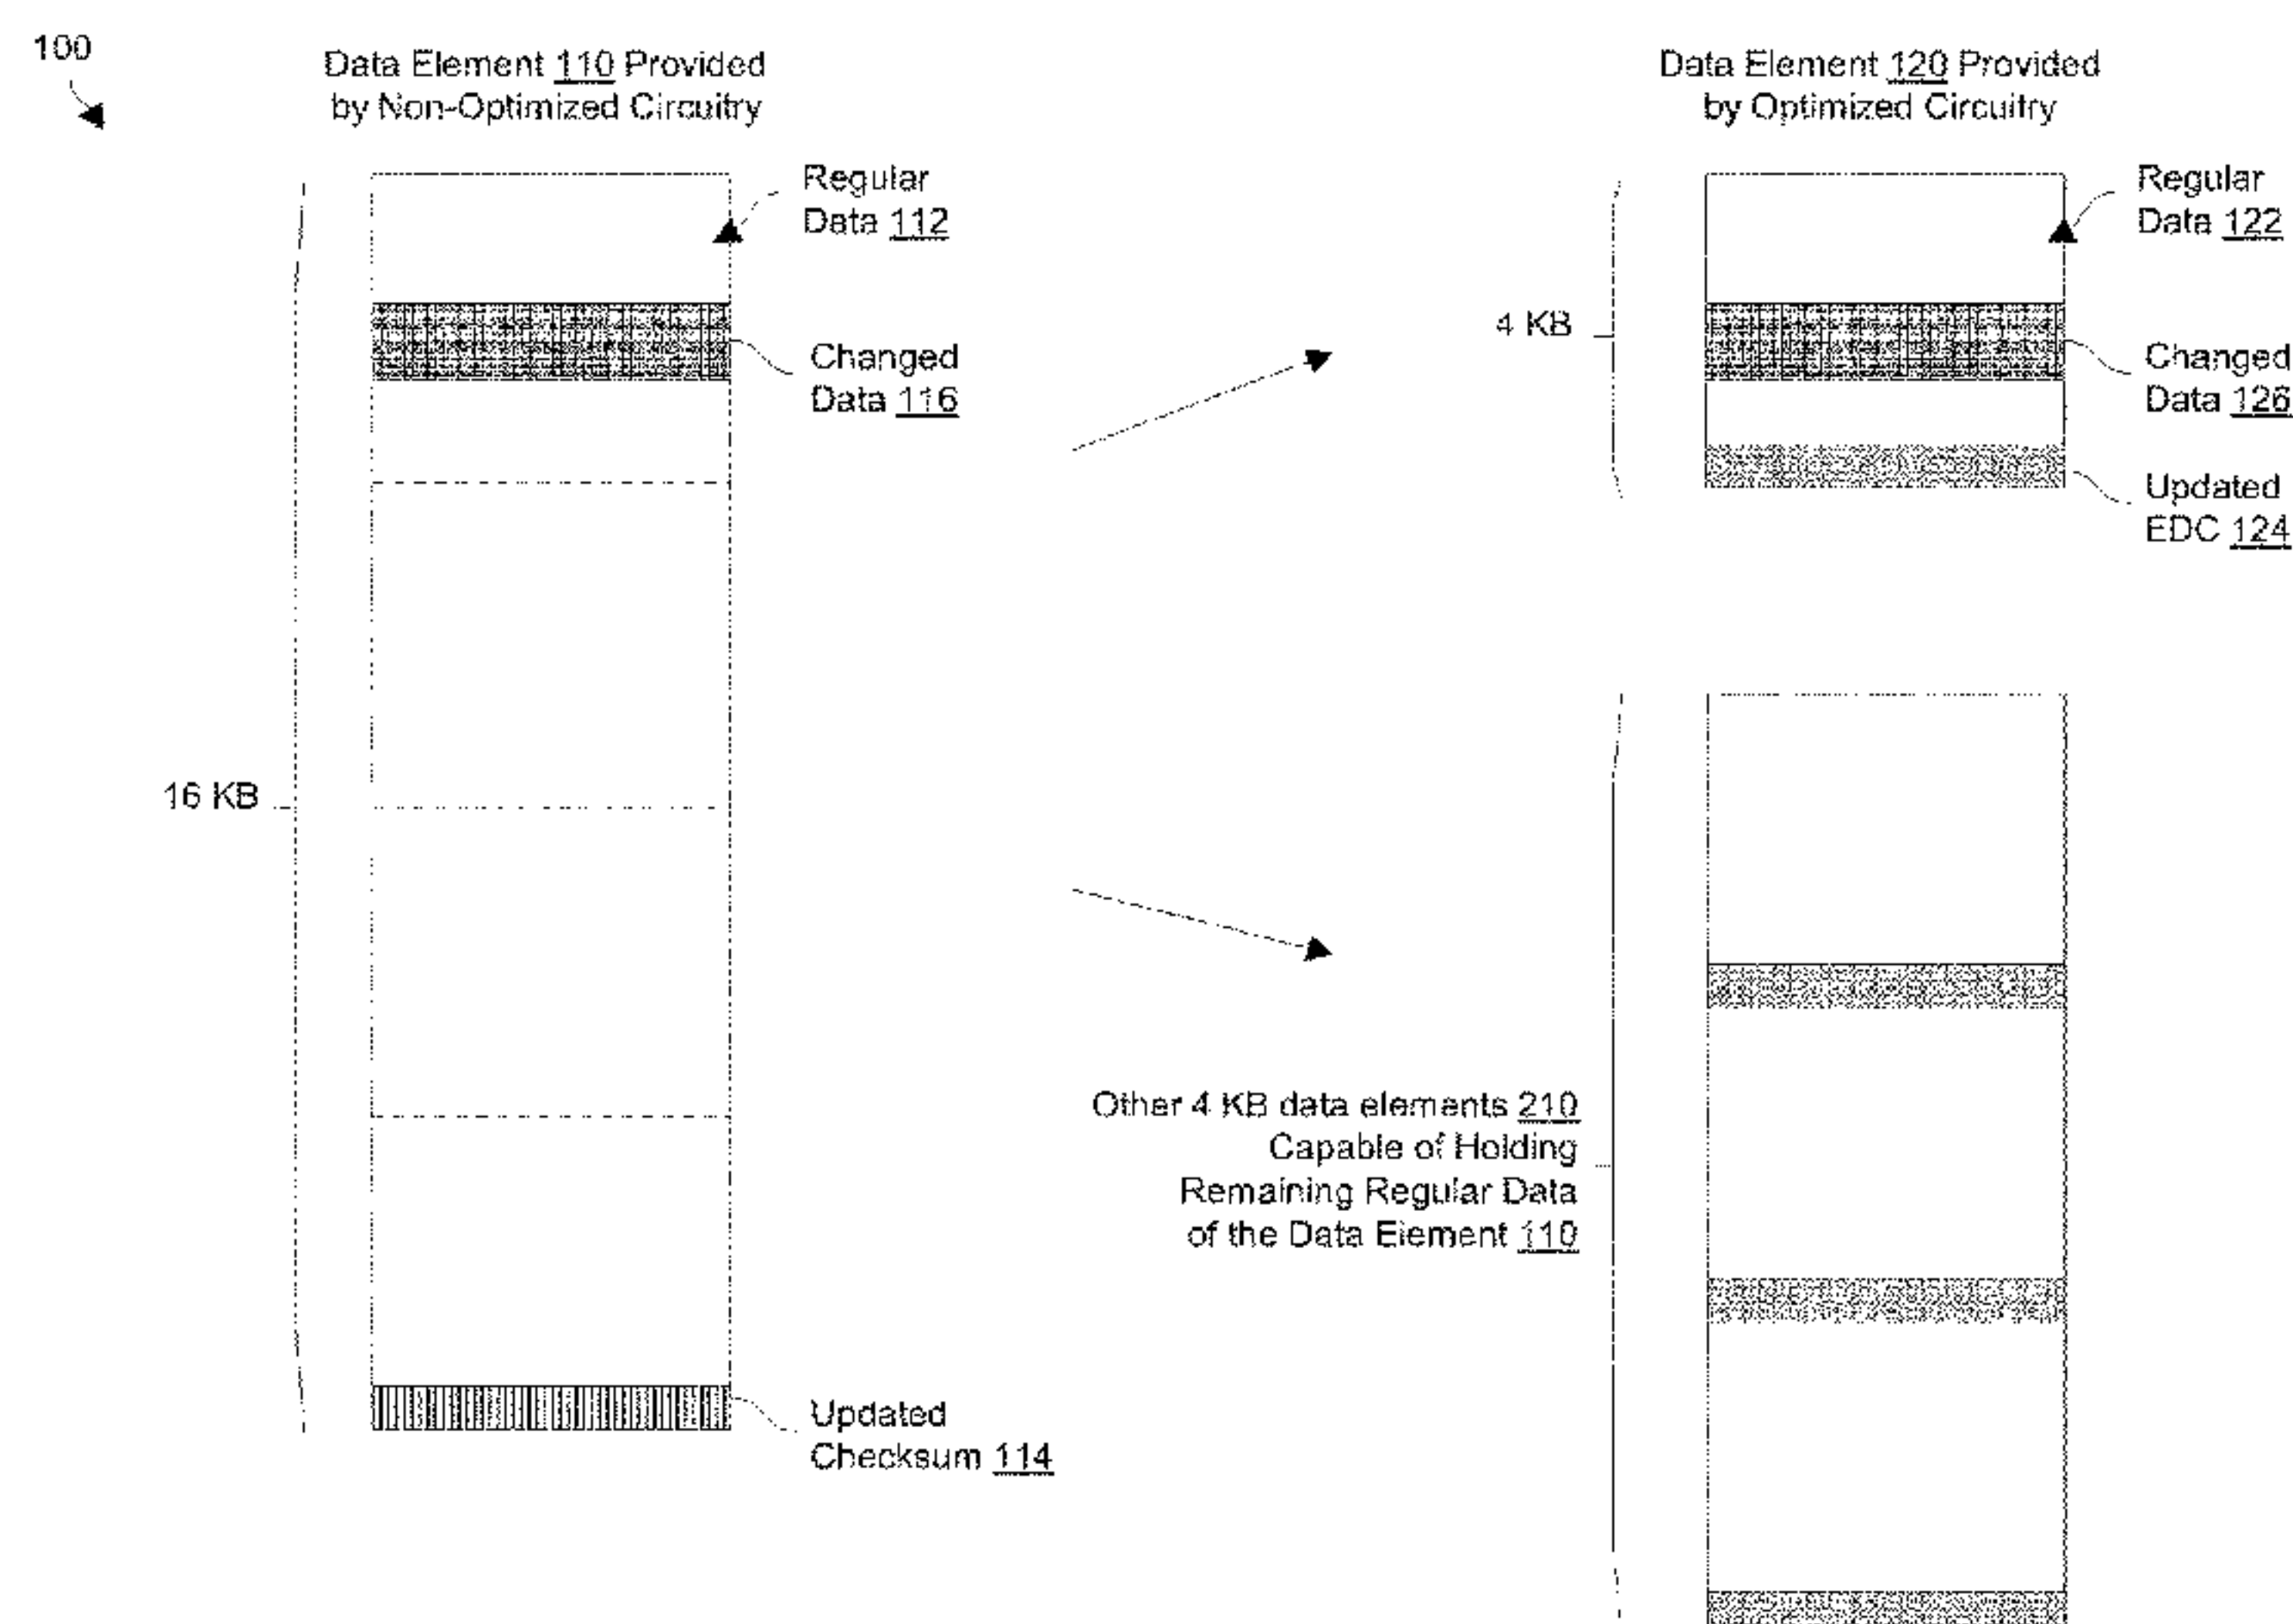 100
Data Element 110 Provided
by Non-Optimized Circuitry
Regular
Data 112
Changed
Data 116
16 KB
Updated
Checksum 114
Data Element 120 Provided
by Optimized Circuitry
Regular
Data 122
4 KB
Changed
Data 126
Updated
EDC 124
Other 4 KB data elements 210
Capable of Holding
Remaining Regular Data
of the Data Element 110